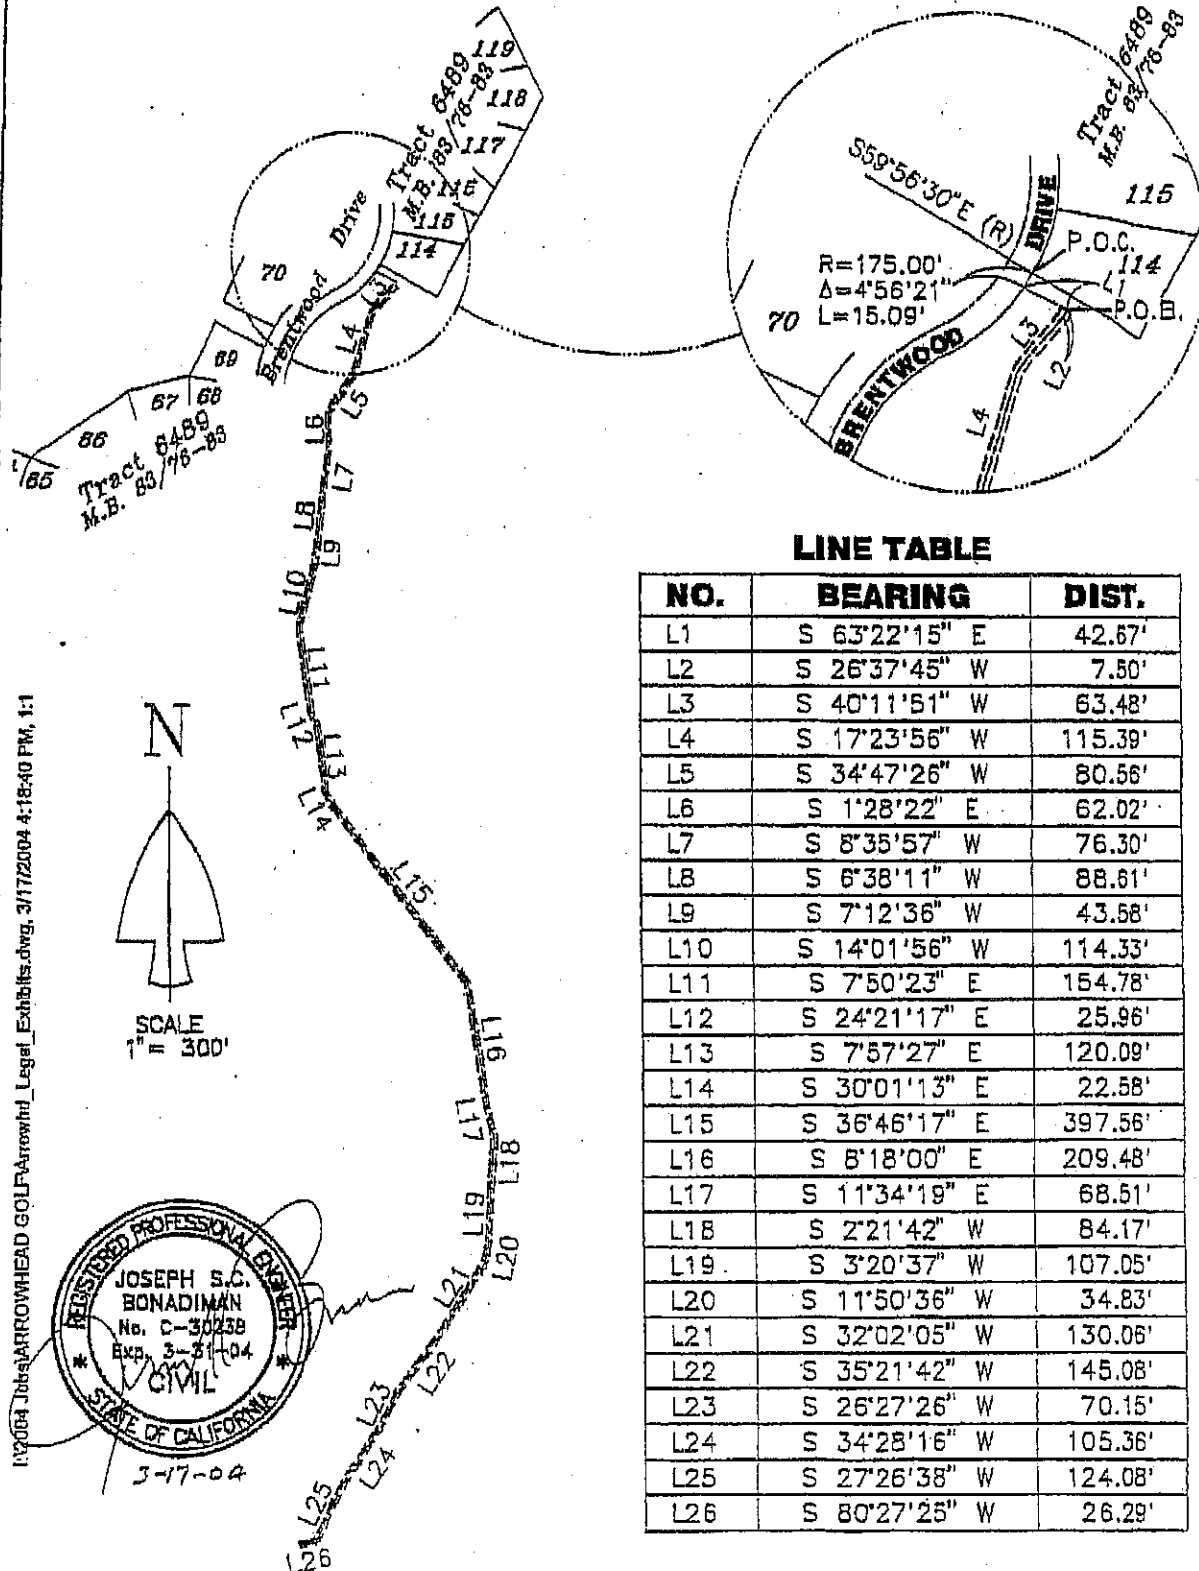 119
Tract 6489
M.B. 83/76-83
118
117
116
115
114
Drive
70
Brentwood
L3
L4
L5
69
68
67
66
65
Tract 6489
M.B. 83/76-83
L6
L7
L8
L9
L10
L11
L12
L13
L14
L15
L16
L17
L18
L19
L20
L21
L22
L23
L24
L25
L26
Tract 6489
M.B. 83/76-83
115
S59°56'30"E (R)
DRIVE
P.O.C.
114
L1
P.O.B.
R=175.00'
Δ=4°56'21"
L=15.09'
70
BRENTWOOD
L3
L2
L4
N
SCALE
1" = 300'
LINE TABLE
NO. BEARING DIST.
L1 S 63°22'15" E 42.67'
L2 S 26°37'45" W 7.50'
L3 S 40°11'51" W 63.48'
L4 S 17°23'56" W 115.39'
L5 S 34°47'26" W 80.56'
L6 S 1°28'22" E 62.02'
L7 S 8°35'57" W 76.30'
L8 S 6°38'11" W 88.61'
L9 S 7°12'36" W 43.58'
L10 S 14°01'56" W 114.33'
L11 S 7°50'23" E 154.78'
L12 S 24°21'17" E 25.96'
L13 S 7°57'27" E 120.09'
L14 S 30°01'13" E 22.58'
L15 S 36°46'17" E 397.56'
L16 S 8°18'00" E 209.48'
L17 S 11°34'19" E 68.51'
L18 S 2°21'42" W 84.17'
L19 S 3°20'37" W 107.05'
L20 S 11°50'36" W 34.83'
L21 S 32°02'05" W 130.06'
L22 S 35°21'42" W 145.08'
L23 S 26°27'26" W 70.15'
L24 S 34°28'16" W 105.36'
L25 S 27°26'38" W 124.08'
L26 S 80°27'25" W 26.29'
REGISTERED PROFESSIONAL ENGINEER
JOSEPH S.C.
BONADIMAN
No. C-30238
Exp. 3-31-04
CIVIL
STATE OF CALIFORNIA
3-17-04
I:\2004 Jobs\ARROWHEAD GOLF\Arrowhd_Legal_Exhibits.dwg, 3/17/2004 4:18:40 PM, 1:1